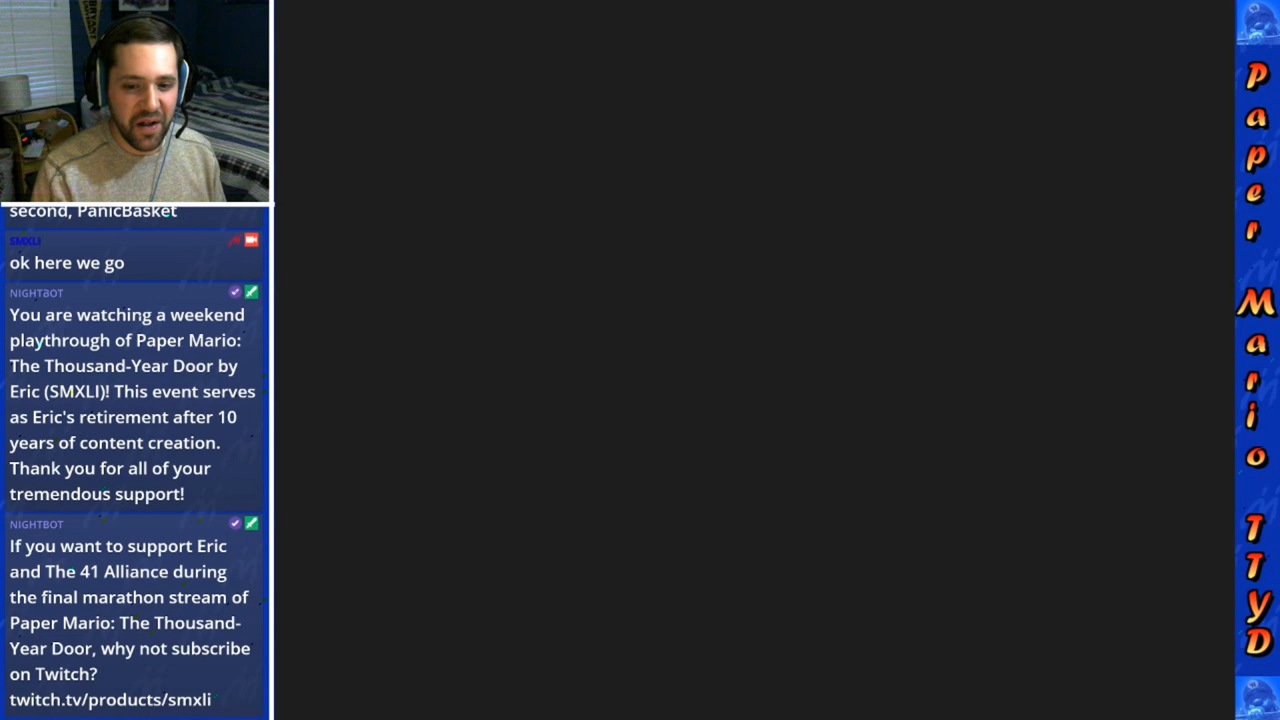 second, PanicBasket
SMXLI
ok here we go
NIGHTBOT
You are watching a weekend
playthrough of Paper Mario:
The Thousand-Year Door by
Eric (SMXLI)! This event serves
as Eric's retirement after 10
years of content creation.
Thank you for all of your
tremendous support!
NIGHTBOT
If you want to support Eric
and The 41 Alliance during
the final marathon stream of
Paper Mario: The Thousand-
Year Door, why not subscribe
on Twitch?
twitch.tv/products/smxli
Paper Mario TTYD